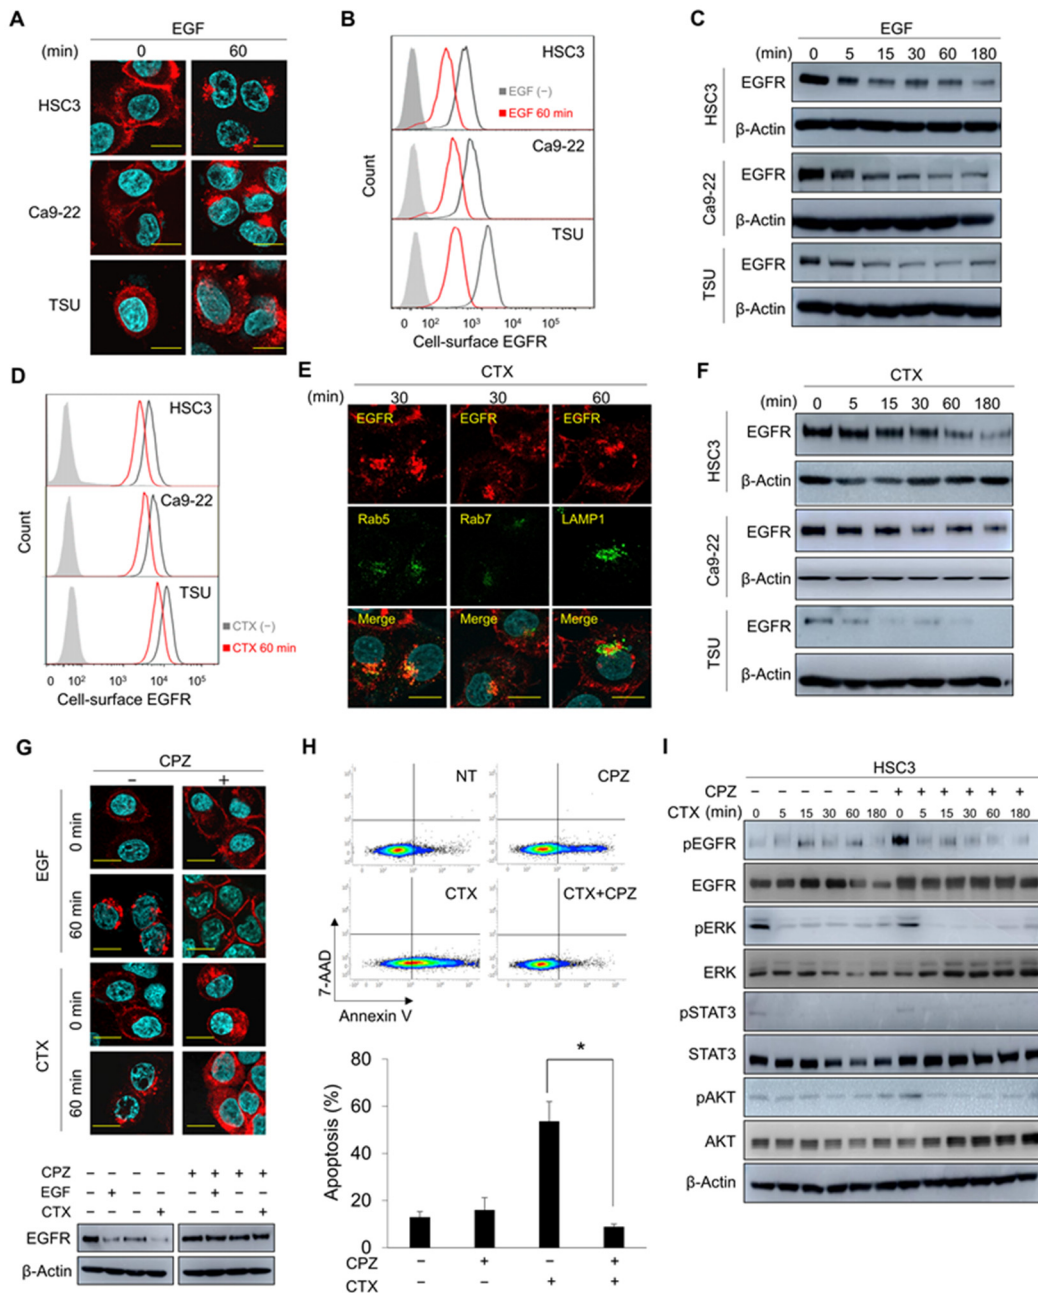 A
EGF
(min) 0 60
HSC3
Ca9-22
TSU
B
HSC3
EGF (−)
EGF 60 min
Ca9-22
TSU
Count
0 10² 10³ 10⁴ 10⁵
Cell-surface EGFR
C
EGF
(min) 0 5 15 30 60 180
HSC3
EGFR
β-Actin
Ca9-22
EGFR
β-Actin
TSU
EGFR
β-Actin
D
HSC3
Ca9-22
TSU
Count
CTX (−)
CTX 60 min
0 10² 10³ 10⁴ 10⁵
Cell-surface EGFR
E
CTX
(min) 30 30 60
EGFR EGFR EGFR
Rab5 Rab7 LAMP1
Merge Merge Merge
F
CTX
(min) 0 5 15 30 60 180
HSC3
EGFR
β-Actin
Ca9-22
EGFR
β-Actin
TSU
EGFR
β-Actin
G
CPZ
− +
EGF
0 min
60 min
CTX
0 min
60 min
CPZ − − − − + + + +
EGF − + − − − + − −
CTX − − − + − − − +
EGFR
β-Actin
H
NT CPZ
CTX CTX+CPZ
7-AAD
Annexin V
*
80
60
40
20
0
Apoptosis (%)
CPZ − + − +
CTX − − + +
I
HSC3
CPZ − − − − − − + + + + + +
CTX (min) 0 5 15 30 60 180 0 5 15 30 60 180
pEGFR
EGFR
pERK
ERK
pSTAT3
STAT3
pAKT
AKT
β-Actin